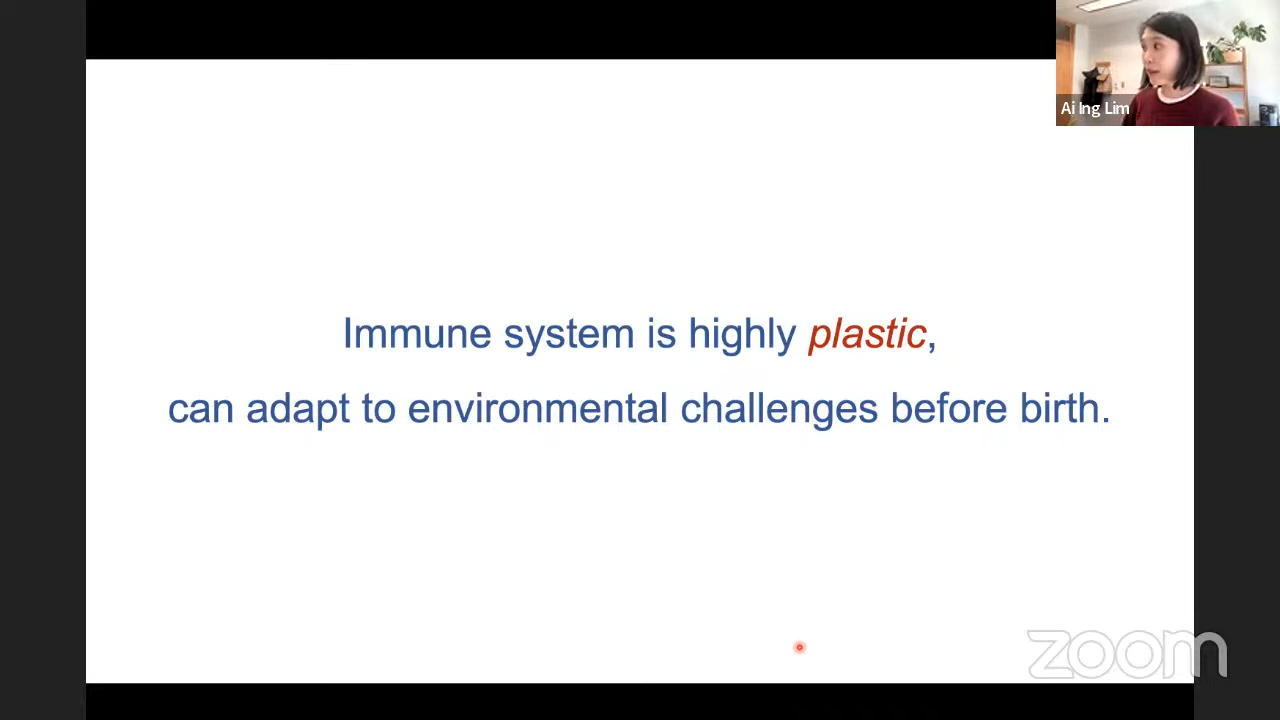 Ai Ing Lim
Immune system is highly plastic,
can adapt to environmental challenges before birth.
zoom